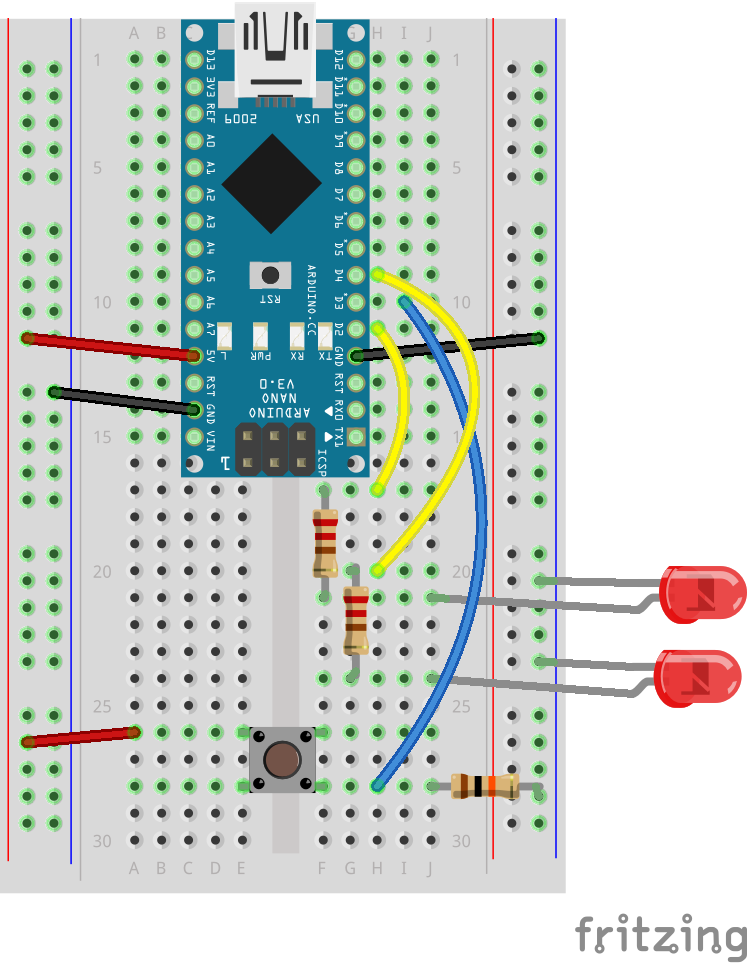 A B C G H I J
1 1
5 5
10 10
15 1
20 20
25 25
30 30
A B C D E F G H I J
D13
3V3
REF
A0
A1
A2
A3
A4
A5
A6
A7
5V
RST
GND
VIN
D12
D11
D10
D9
D8
D7
D6
D5
D4
D3
D2
GND
RST
RX0
TX1
USA 2009
RST
ARDUINO.CC
TX RX PWR L
ARDUINO
NANO
V3.0
ICSP
1
fritzing